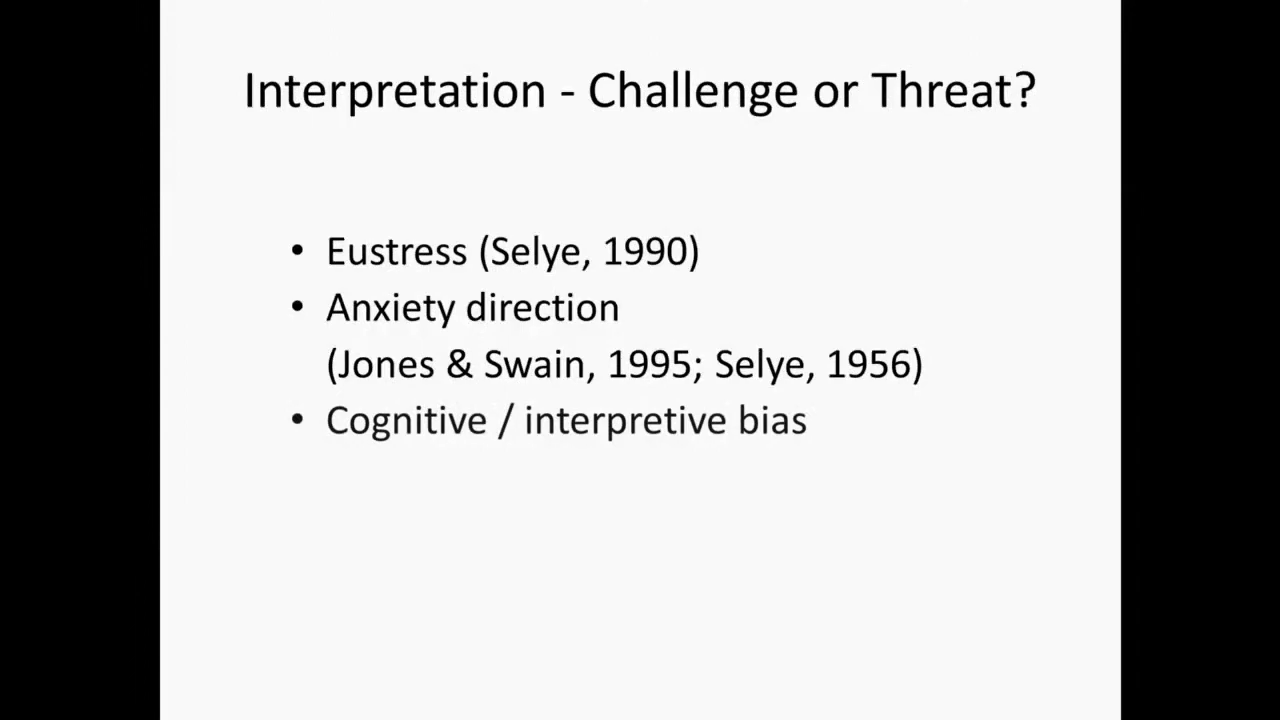 Interpretation - Challenge or Threat?
• Eustress (Selye, 1990)
• Anxiety direction
(Jones & Swain, 1995; Selye, 1956)
• Cognitive / interpretive bias